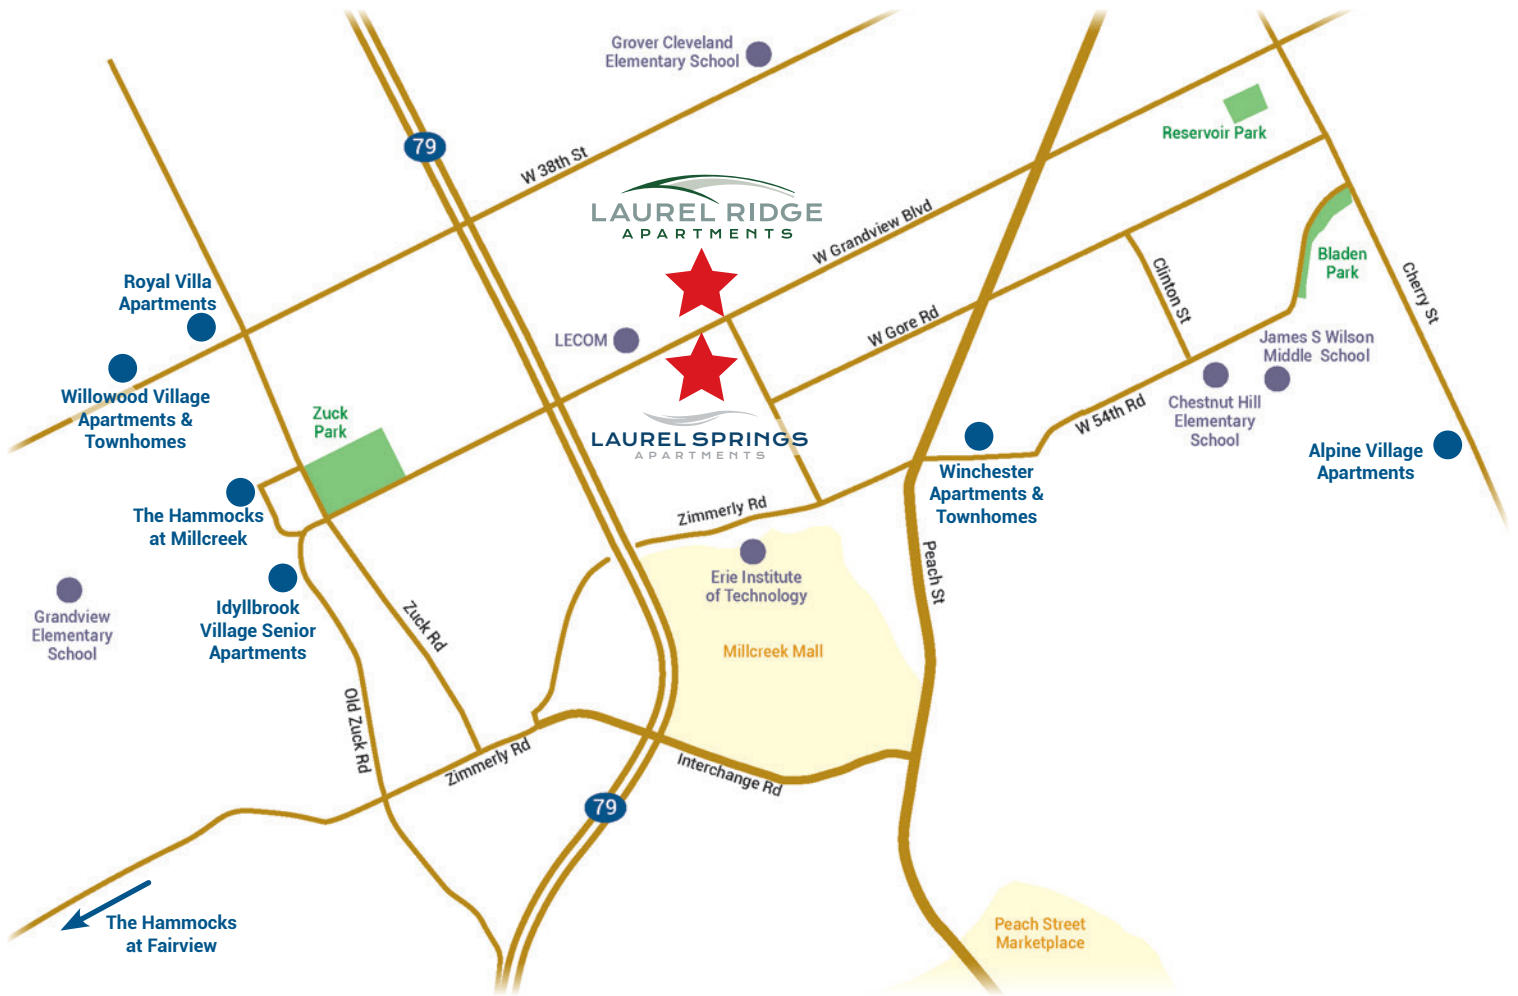 Grover Cleveland
Elementary School
79
W 38th St
Reservoir Park
LAUREL RIDGE
APARTMENTS
W Grandview Blvd
Bladen
Park
Clinton St
Cherry St
Royal Villa
Apartments
LECOM
W Gore Rd
James S Wilson
Middle School
Willowood Village
Apartments &
Townhomes
Zuck
Park
LAUREL SPRINGS
APARTMENTS
W 54th Rd
Chestnut Hill
Elementary
School
Alpine Village
Apartments
Winchester
Apartments &
Townhomes
The Hammocks
at Millcreek
Zimmerly Rd
Peach St
Erie Institute
of Technology
Grandview
Elementary
School
Idyllbrook
Village Senior
Apartments
Zuck Rd
Millcreek Mall
Old Zuck Rd
Zimmerly Rd
Interchange Rd
79
The Hammocks
at Fairview
Peach Street
Marketplace